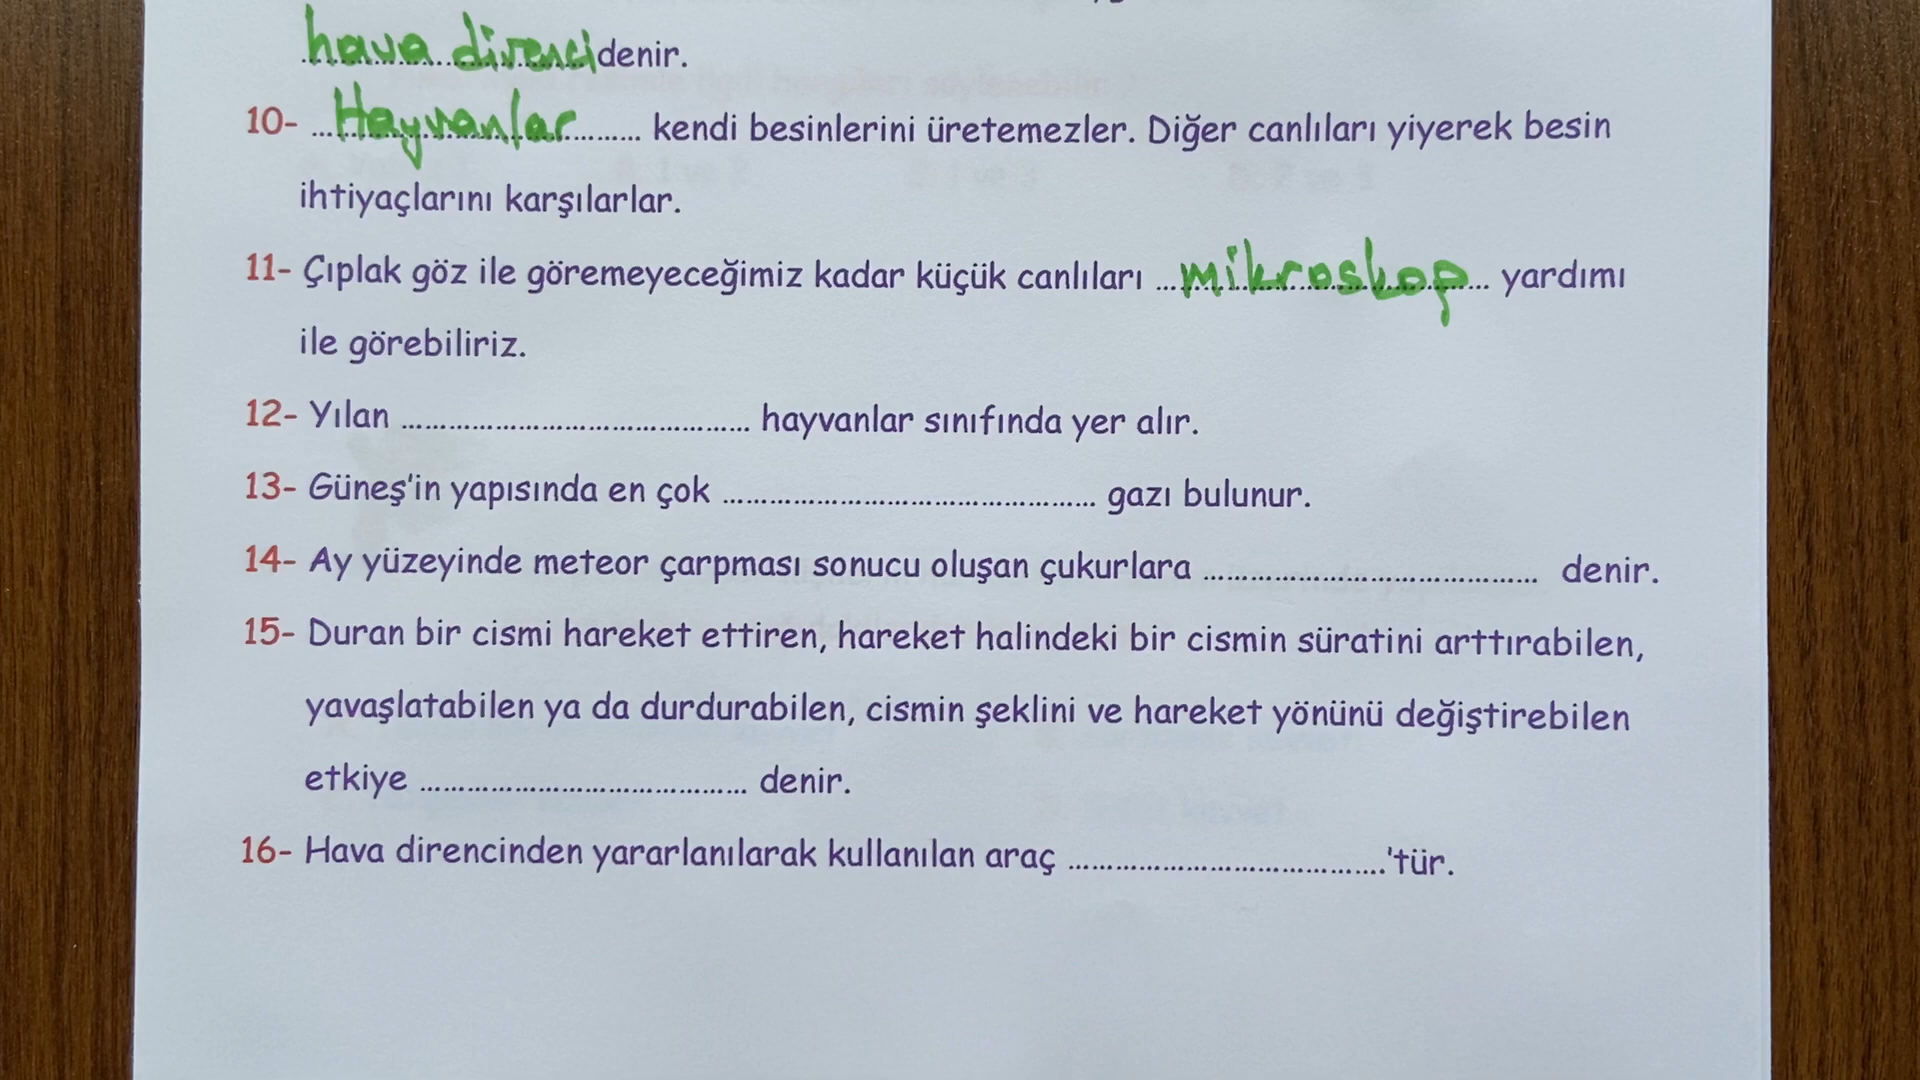 hava direnci denir.
10- ...Hayvanlar.......... kendi besinlerini üretemezler. Diğer canlıları yiyerek besin
ihtiyaçlarını karşılarlar.
11- Çıplak göz ile göremeyeceğimiz kadar küçük canlıları ...mikroskop... yardımı
ile görebiliriz.
12- Yılan ............................................ hayvanlar sınıfında yer alır.
13- Güneş'in yapısında en çok ............................................... gazı bulunur.
14- Ay yüzeyinde meteor çarpması sonucu oluşan çukurlara .......................................... denir.
15- Duran bir cismi hareket ettiren, hareket halindeki bir cismin süratini arttırabilen,
yavaşlatabilen ya da durdurabilen, cismin şeklini ve hareket yönünü değiştirebilen
etkiye ......................................... denir.
16- Hava direncinden yararlanılarak kullanılan araç ........................................'tür.